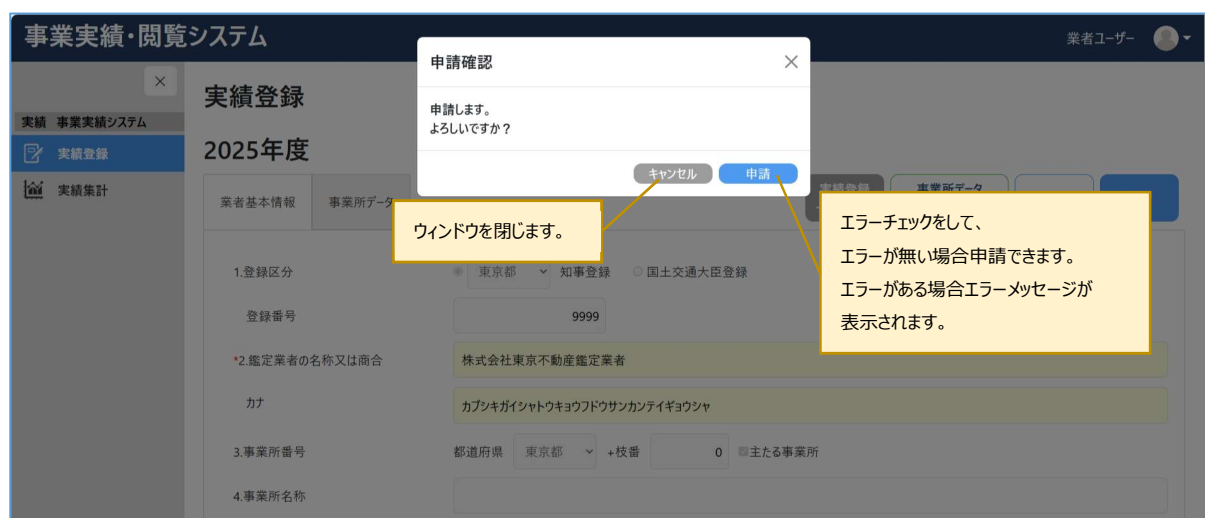 事業実績・閲覧システム
業者ユーザー
申請確認
申請します。
よろしいですか？
キャンセル
申請
実績 事業実績システム
実績登録
実績集計
実績登録
2025年度
業者基本情報
事業所データ
実績登録
事業所データ
ウィンドウを閉じます。
エラーチェックをして、
エラーが無い場合申請できます。
エラーがある場合エラーメッセージが
表示されます。
1.登録区分
東京都 知事登録 国土交通大臣登録
登録番号
9999
*2.鑑定業者の名称又は商合
株式会社東京不動産鑑定業者
カナ
カブシキガイシャトウキョウフドウサンカンテイギョウシャ
3.事業所番号
都道府県 東京都 +枝番 0 主たる事業所
4.事業所名称